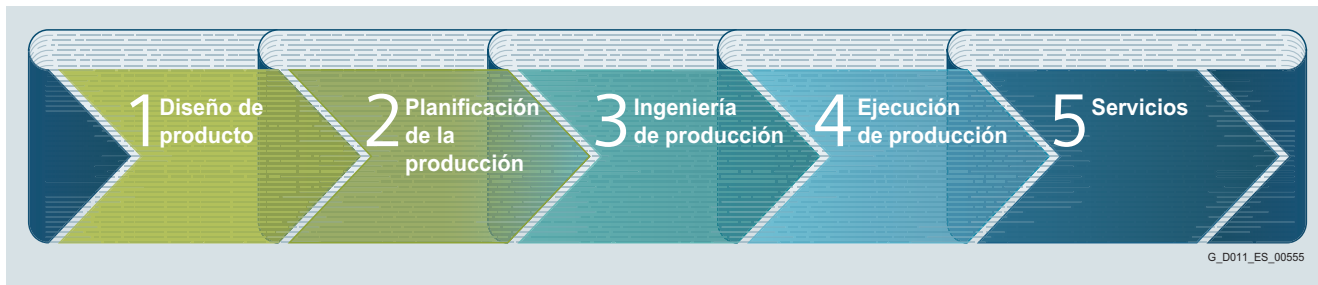 1 Diseño de
producto
2 Planificación
de la
producción
3 Ingeniería
de producción
4 Ejecución
de producción
5 Servicios
G_D011_ES_00555